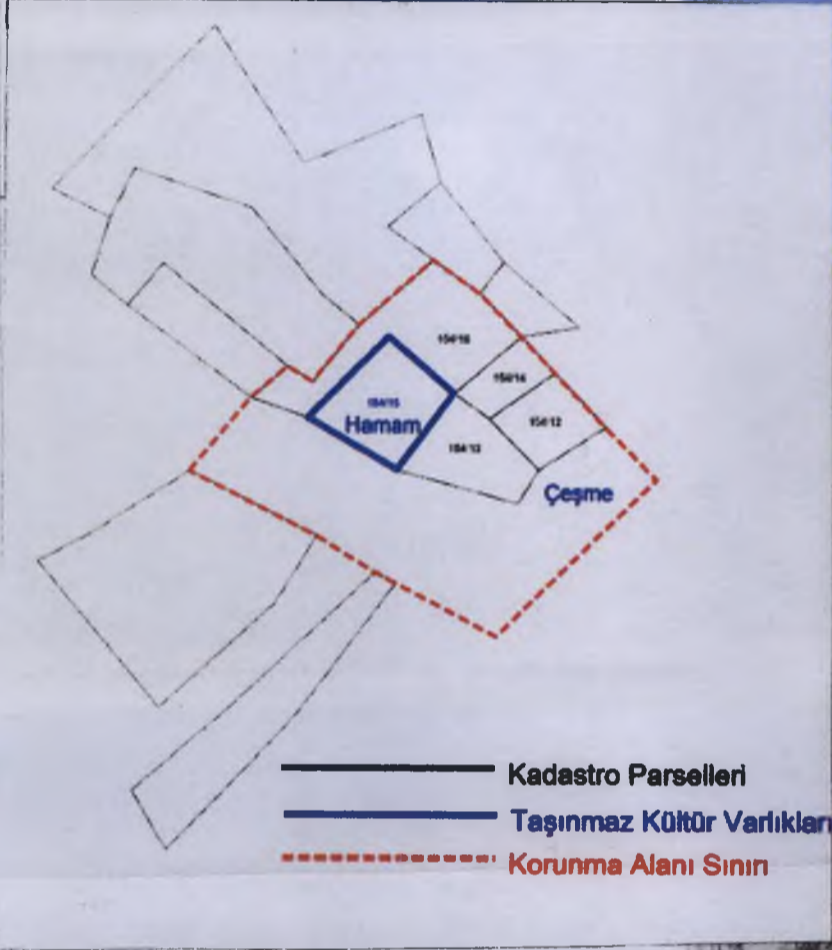 154/16
154/14
154/15
Hamam
154/12
154/13
Çeşme
Kadastro Parselleri
Taşınmaz Kültür Varlıkları
Korunma Alanı Sınırı